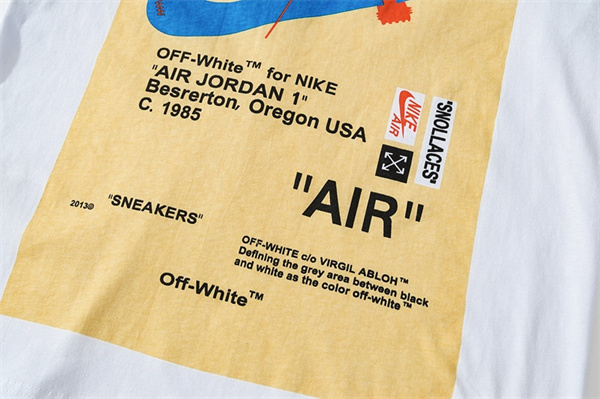 OFF-White™ for NIKE
"AIR JORDAN 1"
Besrerton, Oregon USA
C. 1985
NIKE
AIR
"SNOLLACES"
"AIR"
2013©
"SNEAKERS"
OFF-WHITE c/o VIRGIL ABLOH™
Defining the grey area between black
and white as the color off-white™
Off-White™